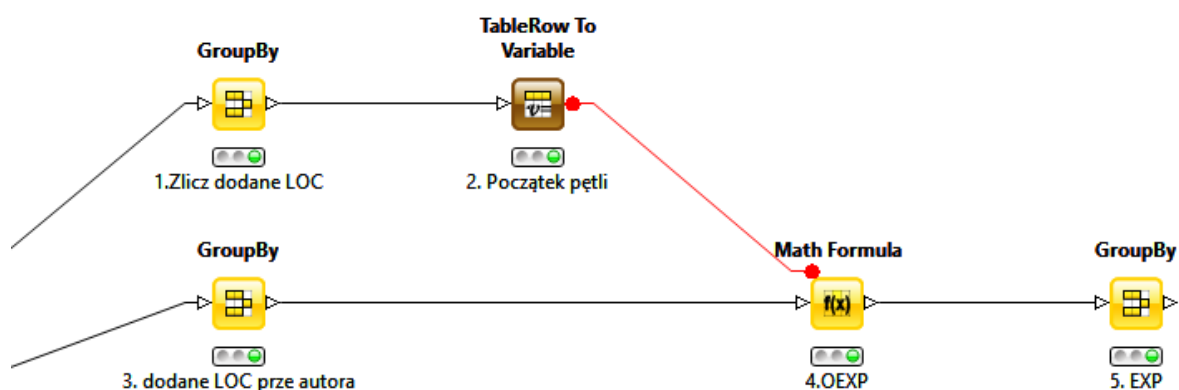 TableRow To
Variable
GroupBy
v=
1.Zlicz dodane LOC
2. Początek pętli
GroupBy
Math Formula
GroupBy
f(x)
3. dodane LOC prze autora
4.OEXP
5. EXP